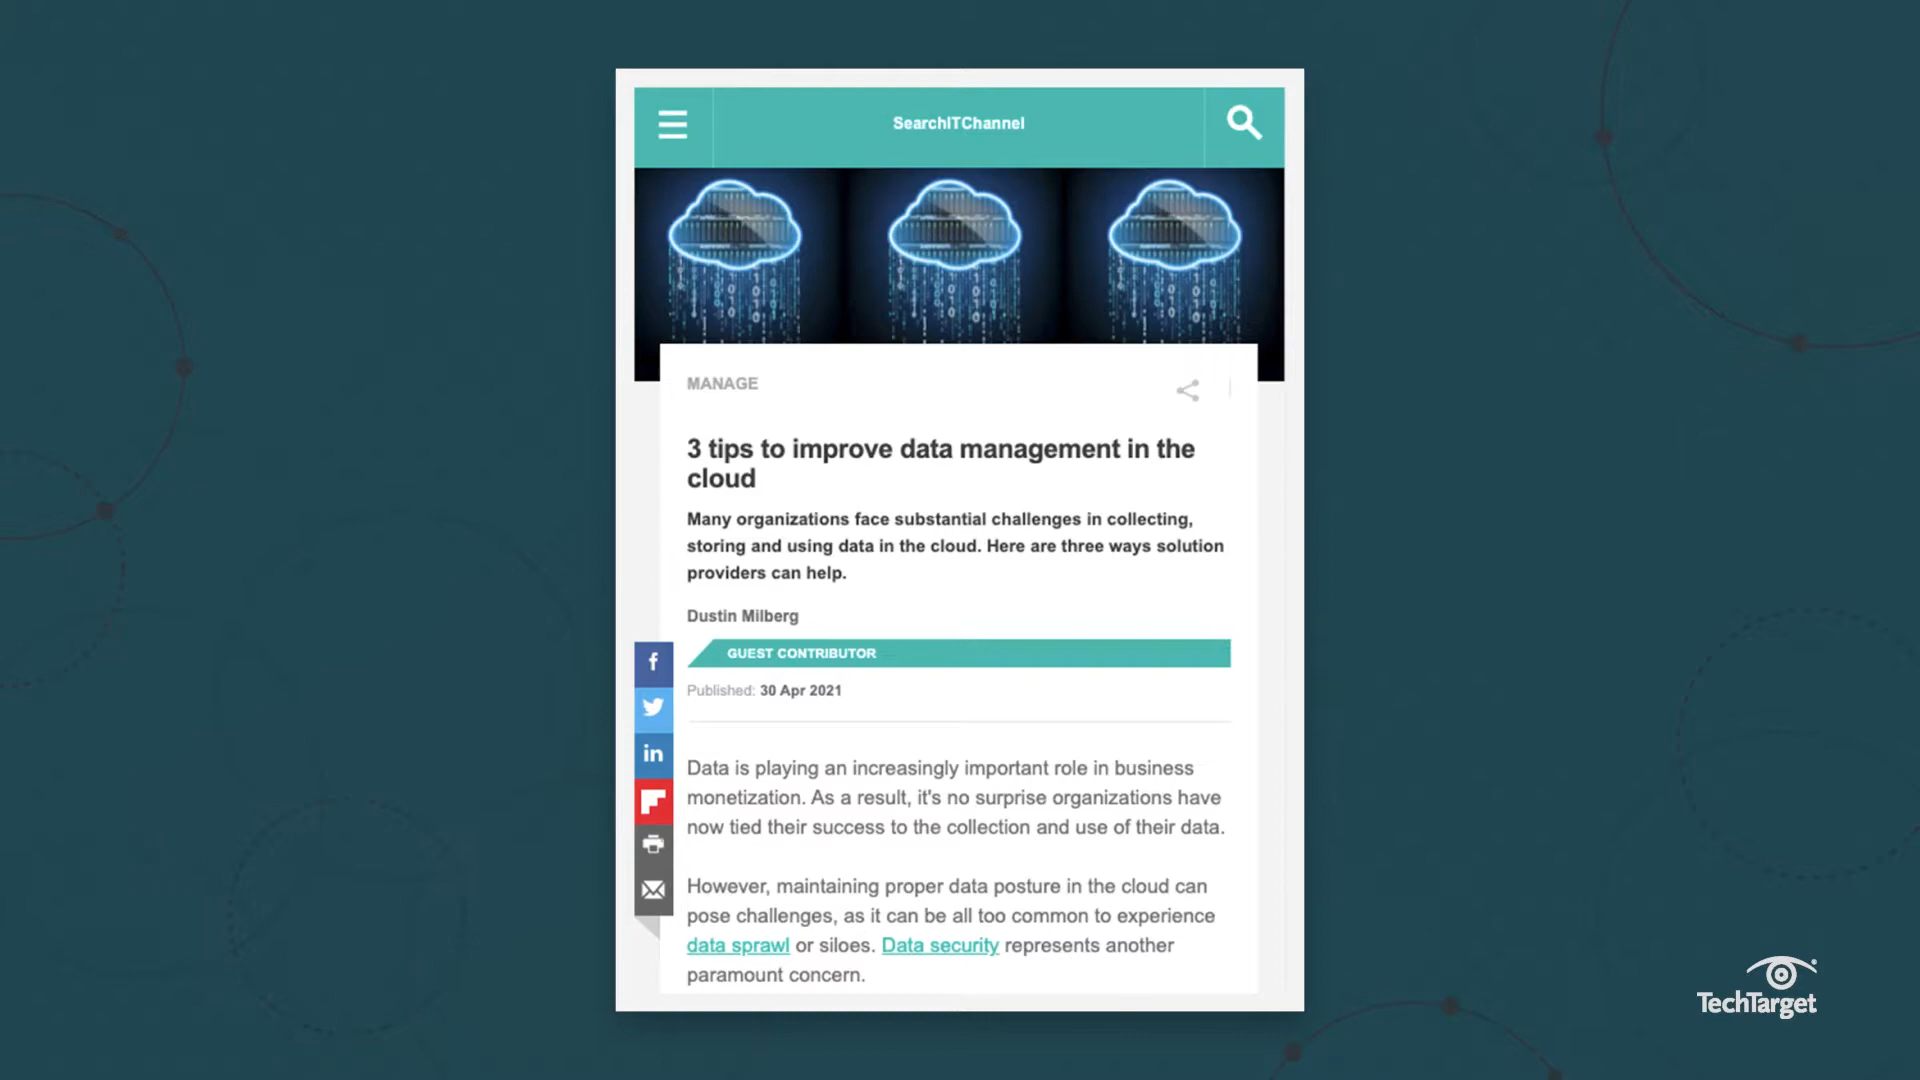 SearchITChannel
MANAGE
3 tips to improve data management in the
cloud
Many organizations face substantial challenges in collecting,
storing and using data in the cloud. Here are three ways solution
providers can help.
Dustin Milberg
GUEST CONTRIBUTOR
Published: 30 Apr 2021
Data is playing an increasingly important role in business
monetization. As a result, it's no surprise organizations have
now tied their success to the collection and use of their data.
However, maintaining proper data posture in the cloud can
pose challenges, as it can be all too common to experience
data sprawl or siloes. Data security represents another
paramount concern.
TechTarget